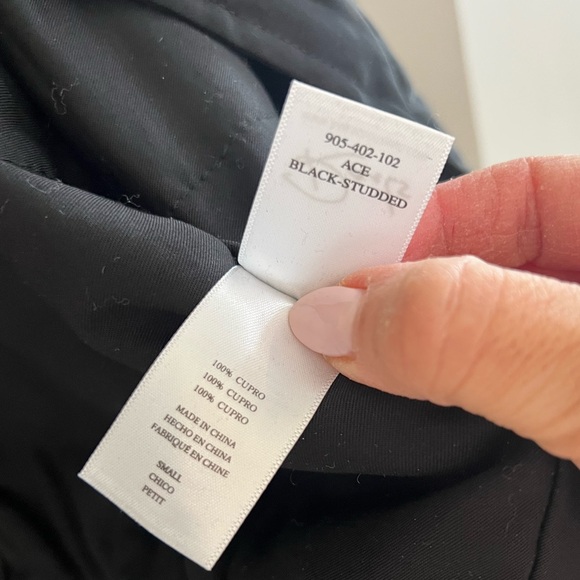 905-402-102
ACE
BLACK-STUDDED
100% CUPRO
100% CUPRO
100% CUPRO
MADE IN CHINA
HECHO EN CHINA
FABRIQUÉ EN CHINE
SMALL
CHICO
PETIT